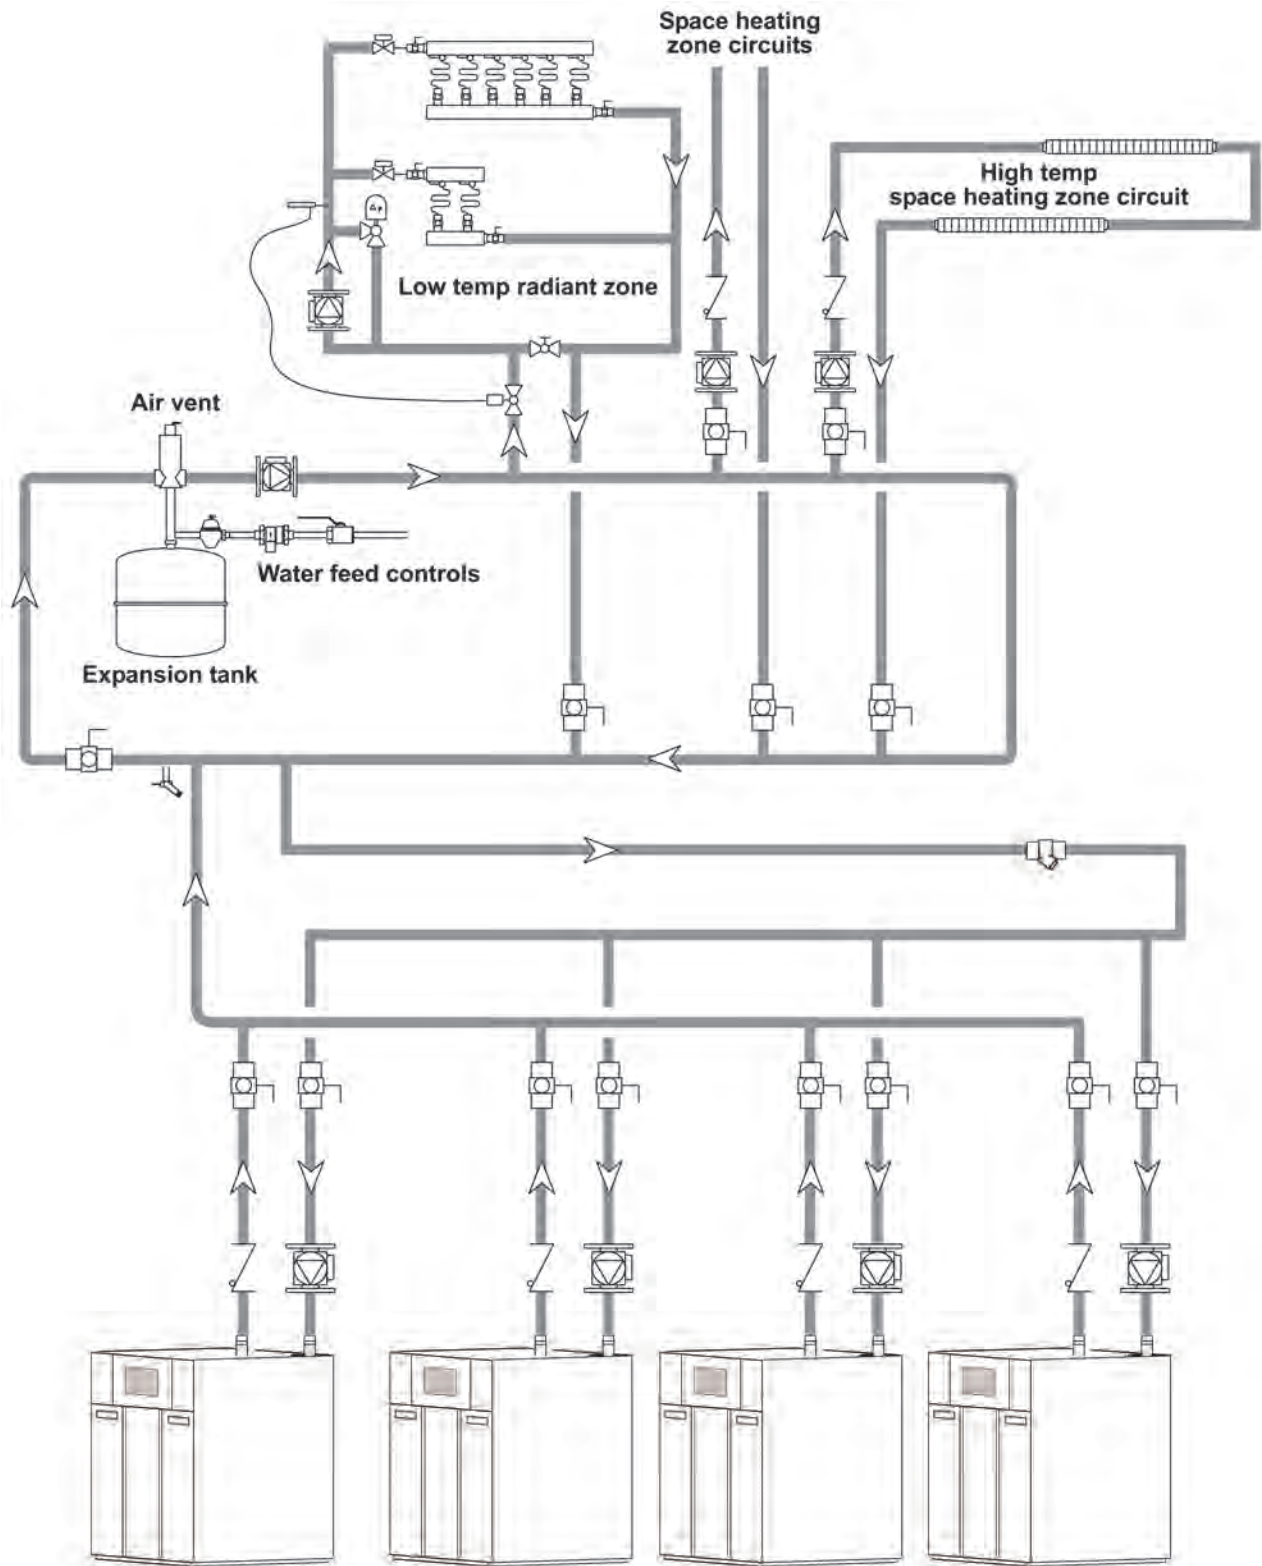 Space heating
zone circuits
High temp
space heating zone circuit
Δp
Low temp radiant zone
Air vent
Water feed controls
Expansion tank